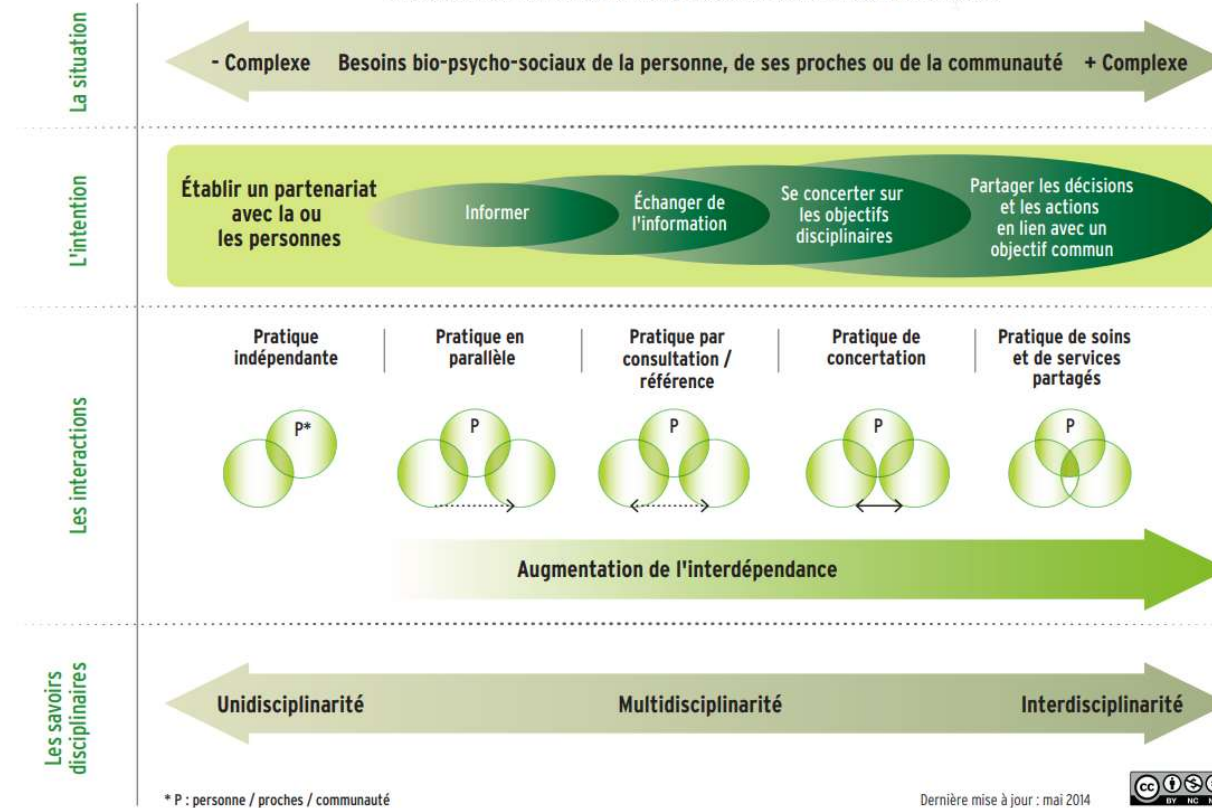 La situation
- Complexe Besoins bio-psycho-sociaux de la personne, de ses proches ou de la communauté + Complexe
L'intention
Établir un partenariat
avec la ou
les personnes
Informer
Échanger de
l'information
Se concerter sur
les objectifs
disciplinaires
Partager les décisions
et les actions
en lien avec un
objectif commun
Les interactions
Pratique
indépendante
Pratique en
parallèle
Pratique par
consultation /
référence
Pratique de
concertation
Pratique de soins
et de services
partagés
P*
P
P
P
P
Augmentation de l'interdépendance
Les savoirs
disciplinaires
Unidisciplinarité
Multidisciplinarité
Interdisciplinarité
* P : personne / proches / communauté
Dernière mise à jour : mai 2014
cc
BY NC